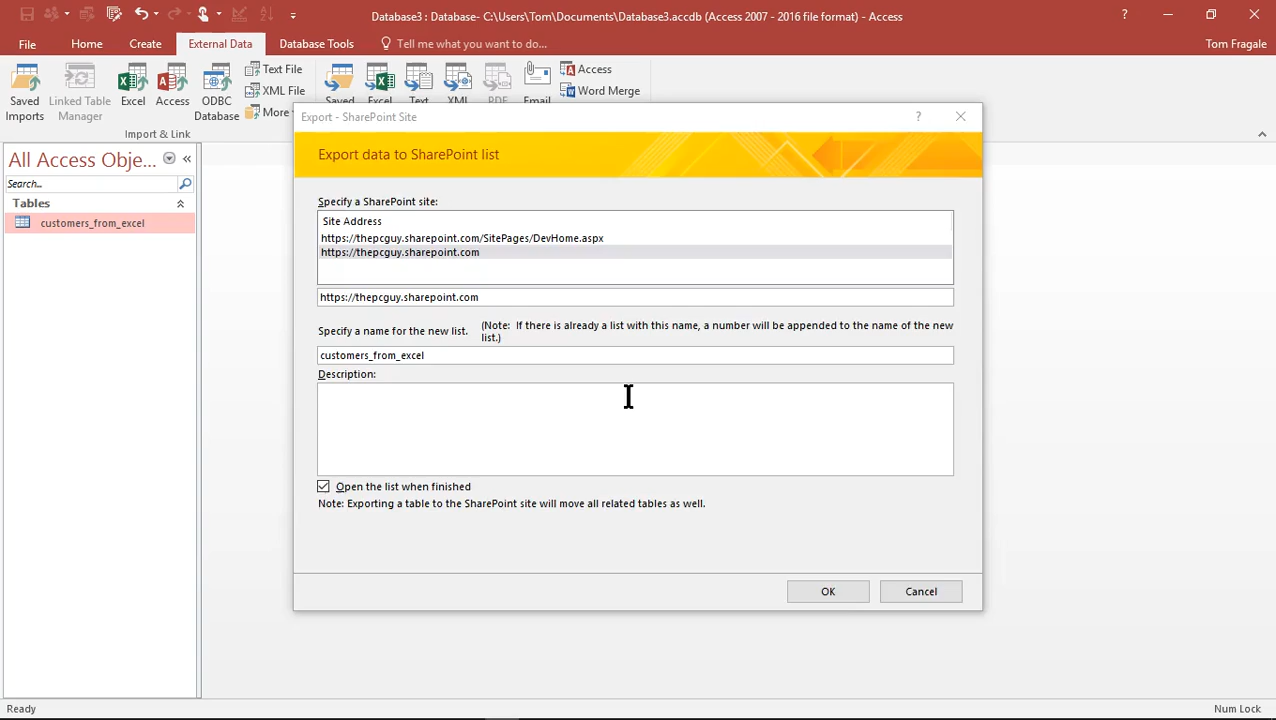 Database3 : Database- C:\Users\Tom\Documents\Database3.accdb (Access 2007 - 2016 file format) - Access
?
File
Home
Create
External Data
Database Tools
Tell me what you want to do...
Tom Fragale
Saved
Imports
Linked Table
Manager
Excel
Access
ODBC
Database
Text File
XML File
More
Import & Link
Saved
Excel
Text
XML
PDF
Email
Access
Word Merge
All Access Obje...
Search...
Tables
customers_from_excel
Export - SharePoint Site
?
Export data to SharePoint list
Specify a SharePoint site:
Site Address
https://thepcguy.sharepoint.com/SitePages/DevHome.aspx
https://thepcguy.sharepoint.com
https://thepcguy.sharepoint.com
Specify a name for the new list.
(Note: If there is already a list with this name, a number will be appended to the name of the new
list.)
customers_from_excel
Description:
Open the list when finished
Note: Exporting a table to the SharePoint site will move all related tables as well.
OK
Cancel
Ready
Num Lock